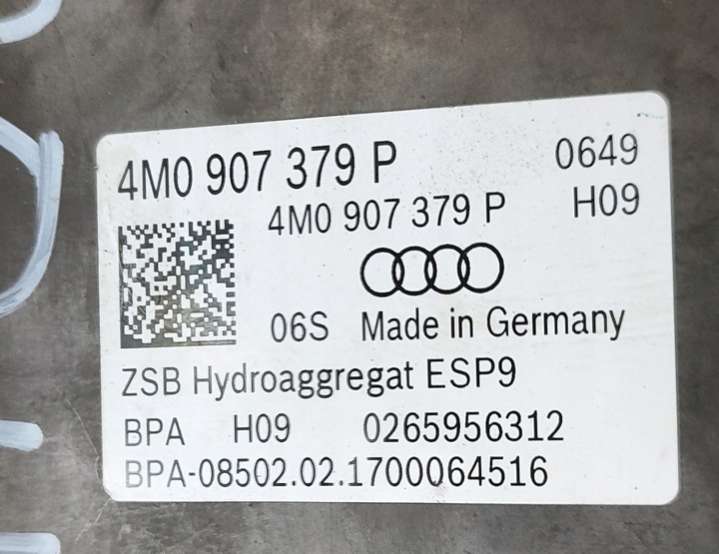 4M0 907 379 P 0649
4M0 907 379 P H09
06S Made in Germany
ZSB Hydroaggregat ESP9
BPA H09 0265956312
BPA-08502.02.1700064516